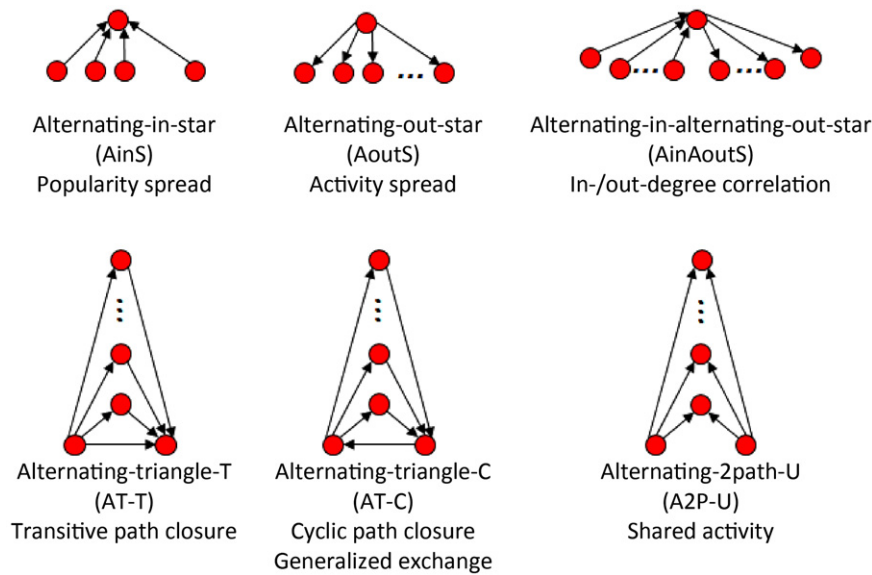 Alternating-in-star
(AinS)
Popularity spread
Alternating-out-star
(AoutS)
Activity spread
Alternating-in-alternating-out-star
(AinAoutS)
In-/out-degree correlation
Alternating-triangle-T
(AT-T)
Transitive path closure
Alternating-triangle-C
(AT-C)
Cyclic path closure
Generalized exchange
Alternating-2path-U
(A2P-U)
Shared activity